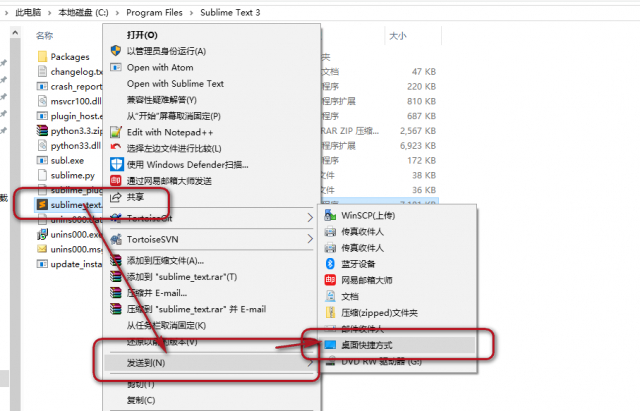 此电脑 › 本地磁盘 (C:) › Program Files › Sublime Text 3
名称
大小
Packages
changelog.tx
crash_report
msvcr100.dll
plugin_host.e
python3.3.zip
python33.dll
subl.exe
sublime.py
sublime_plug
sublime_text.
unins000.dat
unins000.exe
unins000.ms
update_insta
打开(O)
以管理员身份运行(A)
Open with Atom
Open with Sublime Text
兼容性疑难解答(Y)
从"开始"屏幕取消固定(P)
Edit with Notepad++
选择左边文件进行比较(L)
使用 Windows Defender扫描...
通过网易邮箱大师发送
共享
TortoiseGit
TortoiseSVN
添加到压缩文件(A)...
添加到 "sublime_text.rar"(T)
压缩并 E-mail...
压缩到 "sublime_text.rar" 并 E-mail
从任务栏取消固定(K)
还原以前的版本(V)
发送到(N)
剪切(T)
复制(C)
夹
文档 47 KB
程序 220 KB
程序扩展 810 KB
程序 687 KB
RAR ZIP 压缩... 2,567 KB
程序扩展 6,923 KB
程序 172 KB
文件 38 KB
文件 36 KB
WinSCP(上传)
传真收件人
传真收件人
蓝牙设备
网易邮箱大师
文档
压缩(zipped)文件夹
邮件收件人
桌面快捷方式
DVD RW 驱动器 (G:)
载